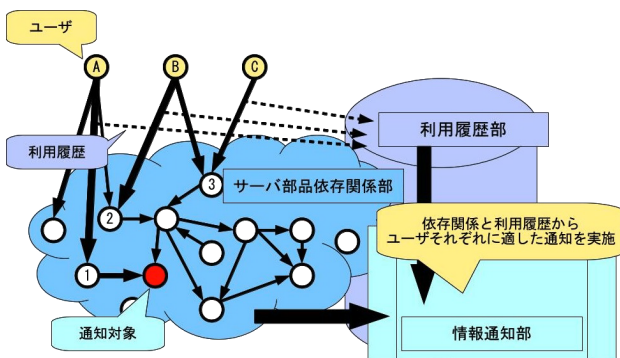 ユーザ
A
B
C
利用履歴部
利用履歴
3
サーバ部品依存関係部
2
依存関係と利用履歴から
ユーザそれぞれに適した通知を実施
1
通知対象
情報通知部